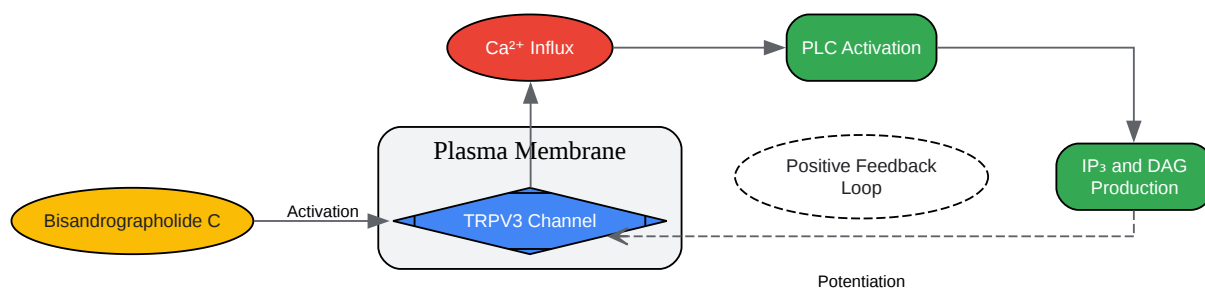 Ca²⁺ Influx
PLC Activation
Plasma Membrane
Positive Feedback
Loop
IP₃ and DAG
Production
Bisandrographolide C
Activation
TRPV3 Channel
Potentiation